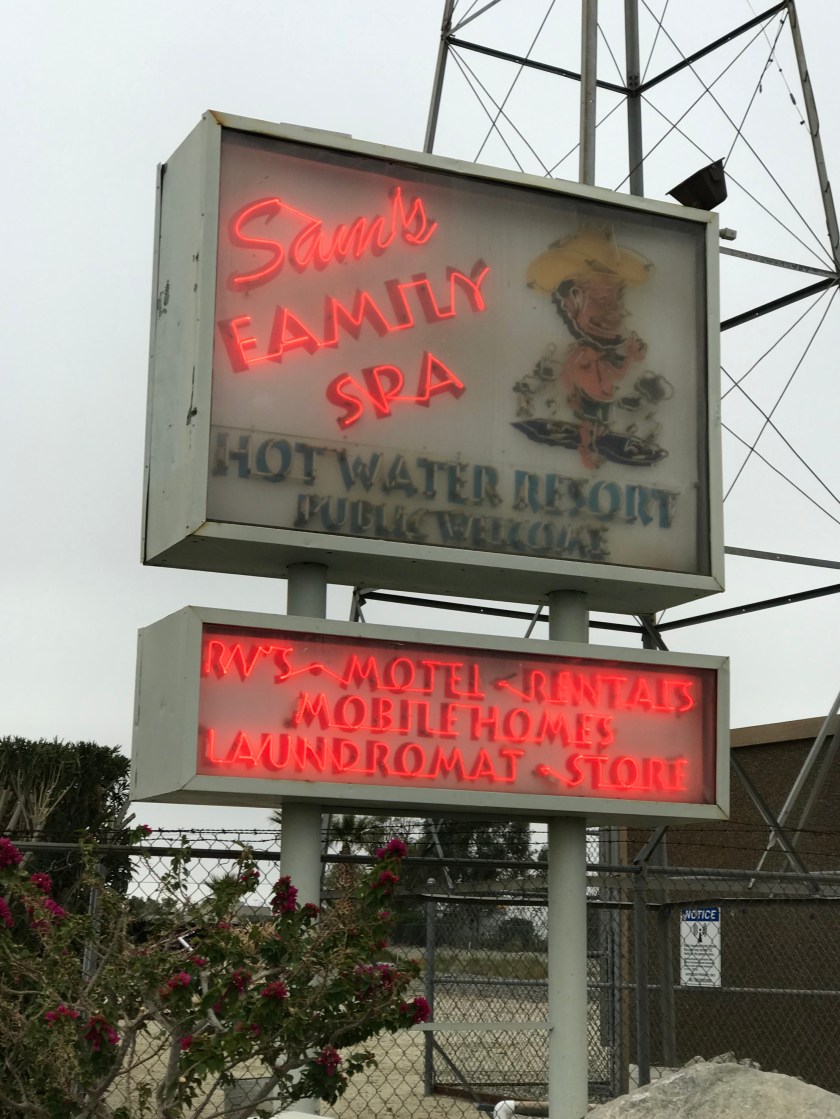 Sam's
FAMILY
SPA
HOT WATER RESORT
PUBLIC WELCOME
RV'S - MOTEL - RENTALS
MOBILE HOMES
LAUNDROMAT - STORE
NOTICE